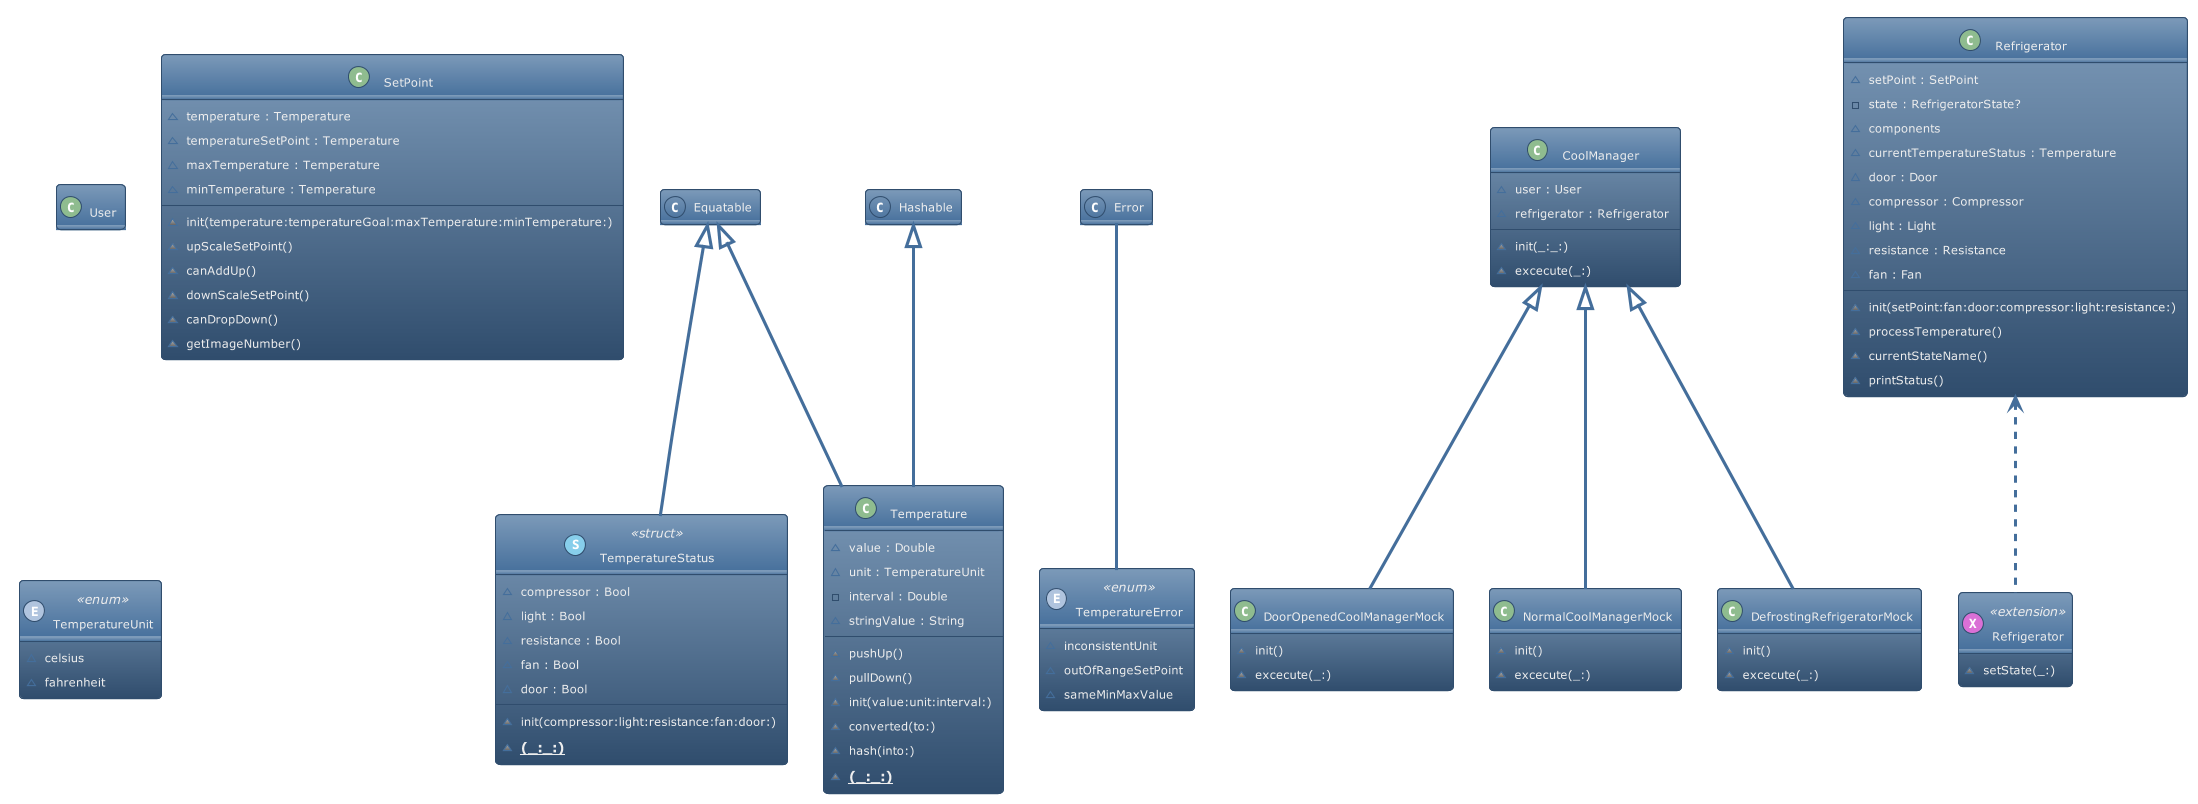 C User
C SetPoint
temperature : Temperature
temperatureSetPoint : Temperature
maxTemperature : Temperature
minTemperature : Temperature
init(temperature:temperatureGoal:maxTemperature:minTemperature:)
upScaleSetPoint()
canAddUp()
downScaleSetPoint()
canDropDown()
getImageNumber()
C Equatable
C Hashable
C Error
C CoolManager
user : User
refrigerator : Refrigerator
init(_:_:)
excecute(_:)
C Refrigerator
setPoint : SetPoint
state : RefrigeratorState?
components
currentTemperatureStatus : Temperature
door : Door
compressor : Compressor
light : Light
resistance : Resistance
fan : Fan
init(setPoint:fan:door:compressor:light:resistance:)
processTemperature()
currentStateName()
printStatus()
«enum»
E TemperatureUnit
celsius
fahrenheit
«struct»
S TemperatureStatus
compressor : Bool
light : Bool
resistance : Bool
fan : Bool
door : Bool
init(compressor:light:resistance:fan:door:)
(_:_:)
C Temperature
value : Double
unit : TemperatureUnit
interval : Double
stringValue : String
pushUp()
pullDown()
init(value:unit:interval:)
converted(to:)
hash(into:)
(_:_:)
«enum»
E TemperatureError
inconsistentUnit
outOfRangeSetPoint
sameMinMaxValue
C DoorOpenedCoolManagerMock
init()
excecute(_:)
C NormalCoolManagerMock
init()
excecute(_:)
C DefrostingRefrigeratorMock
init()
excecute(_:)
«extension»
X Refrigerator
setState(_:)